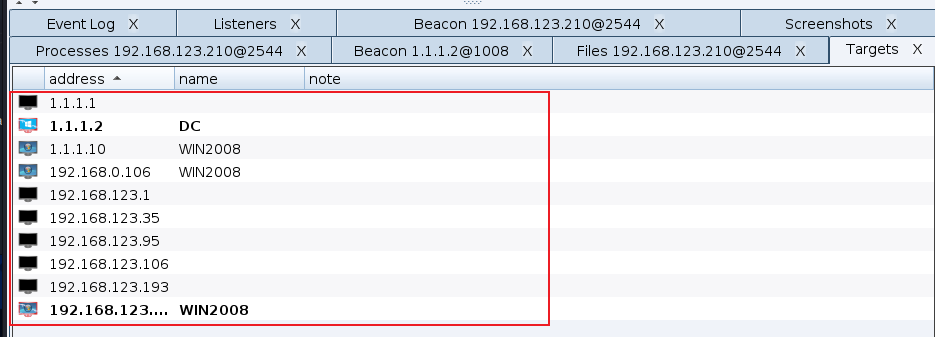 Event Log X Listeners X Beacon 192.168.123.210@2544 X Screenshots X
Processes 192.168.123.210@2544 X Beacon 1.1.1.2@1008 X Files 192.168.123.210@2544 X Targets X
address name note
1.1.1.1
1.1.1.2 DC
1.1.1.10 WIN2008
192.168.0.106 WIN2008
192.168.123.1
192.168.123.35
192.168.123.95
192.168.123.106
192.168.123.193
192.168.123.... WIN2008